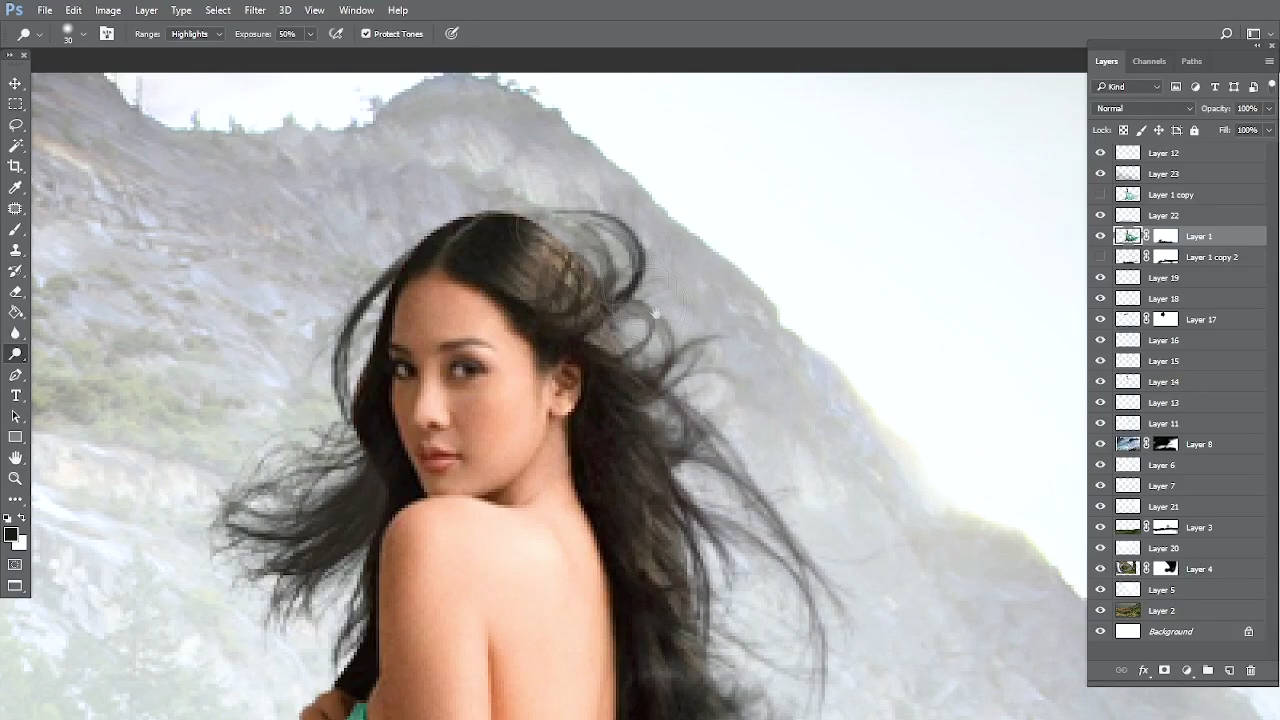 Ps File Edit Image Layer Type Select Filter 3D View Window Help
30 Range: Highlights Exposure: 50% Protect Tones
Layers Channels Paths
Kind
Normal Opacity: 100%
Locks: Fill: 100%
Layer 12
Layer 23
Layer 1 copy
Layer 22
Layer 1
Layer 1 copy 2
Layer 19
Layer 18
Layer 17
Layer 16
Layer 15
Layer 14
Layer 13
Layer 11
Layer 8
Layer 6
Layer 7
Layer 21
Layer 3
Layer 20
Layer 4
Layer 5
Layer 2
Background
fx